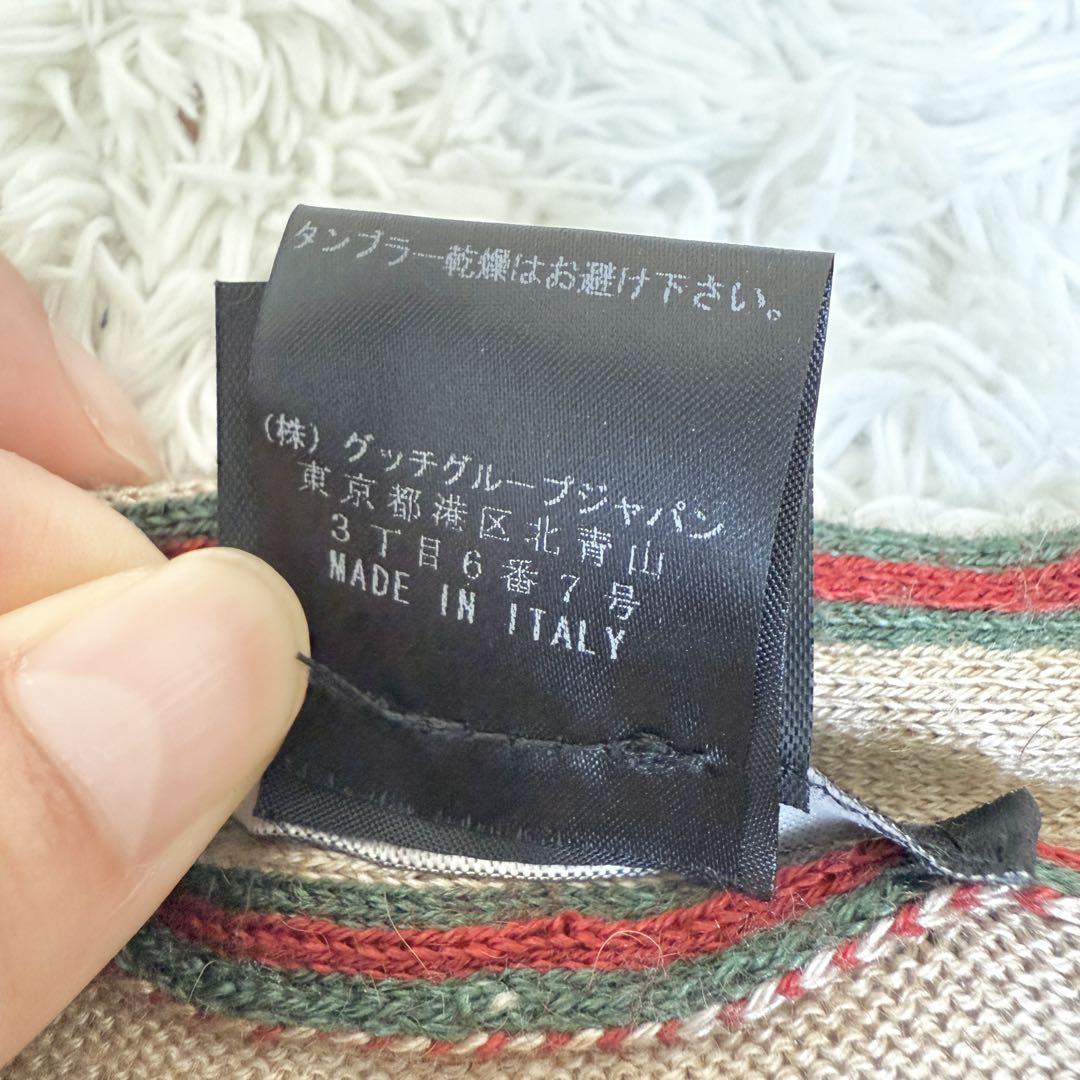 タンブラー乾燥はお避け下さい。
(株) グッチグループジャパン
東京都港区北青山
3丁目6番7号
MADE IN ITALY